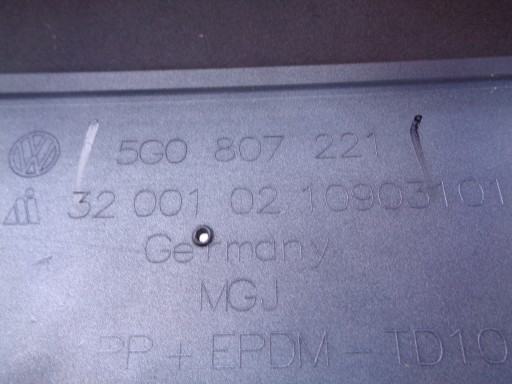 5G0 807 221
32 001 02 10903101
Germany
MGJ
PP + EPDM - TD10